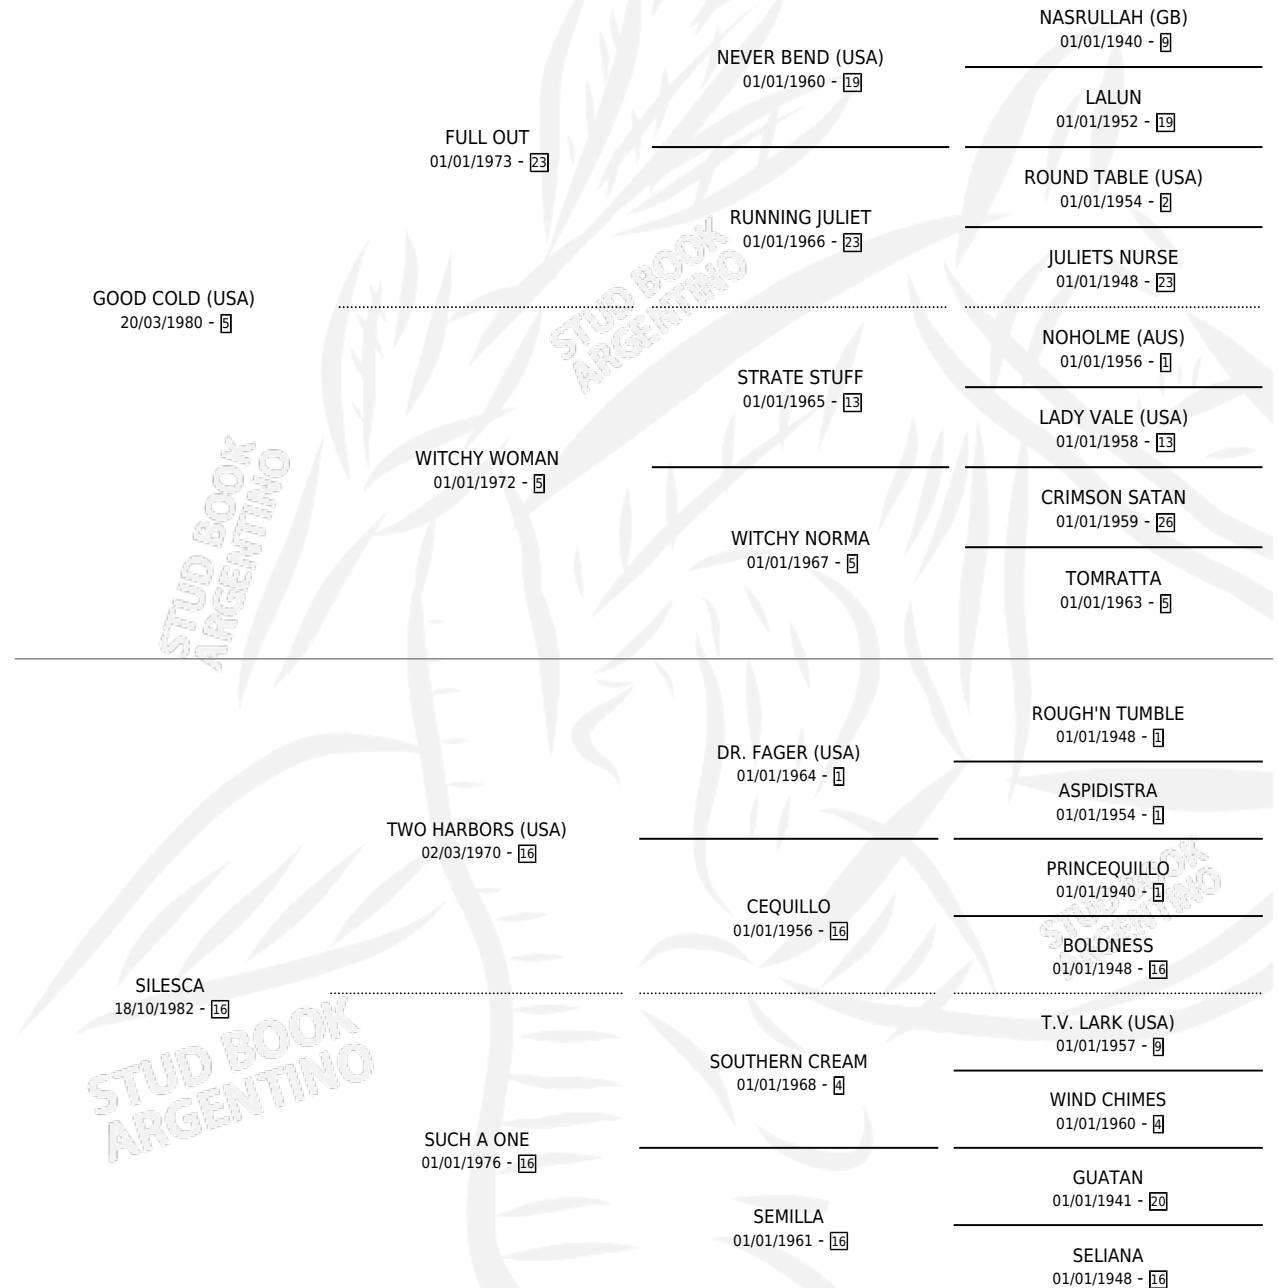 NASRULLAH (GB)
01/01/1940 - 9
NEVER BEND (USA)
01/01/1960 - 19
LALUN
01/01/1952 - 19
FULL OUT
01/01/1973 - 23
ROUND TABLE (USA)
01/01/1954 - 2
RUNNING JULIET
01/01/1966 - 23
JULIETS NURSE
01/01/1948 - 23
GOOD COLD (USA)
20/03/1980 - 5
NOHOLME (AUS)
01/01/1956 - 1
STRATE STUFF
01/01/1965 - 13
LADY VALE (USA)
01/01/1958 - 13
WITCHY WOMAN
01/01/1972 - 5
CRIMSON SATAN
01/01/1959 - 26
WITCHY NORMA
01/01/1967 - 5
TOMRATTA
01/01/1963 - 5
STUD BOOK
ARGENTINO
STUD BOOK
ARGENTINO
ROUGH'N TUMBLE
01/01/1948 - 1
DR. FAGER (USA)
01/01/1964 - 1
ASPIDISTRA
01/01/1954 - 1
TWO HARBORS (USA)
02/03/1970 - 16
PRINCEQUILLO
01/01/1940 - 1
CEQUILLO
01/01/1956 - 16
BOLDNESS
01/01/1948 - 16
SILESCA
18/10/1982 - 16
T.V. LARK (USA)
01/01/1957 - 9
SOUTHERN CREAM
01/01/1968 - 4
WIND CHIMES
01/01/1960 - 4
SUCH A ONE
01/01/1976 - 16
GUATAN
01/01/1941 - 20
SEMILLA
01/01/1961 - 16
SELIANA
01/01/1948 - 16
STUD BOOK
ARGENTINO
STUD BOOK
ARGENTINO